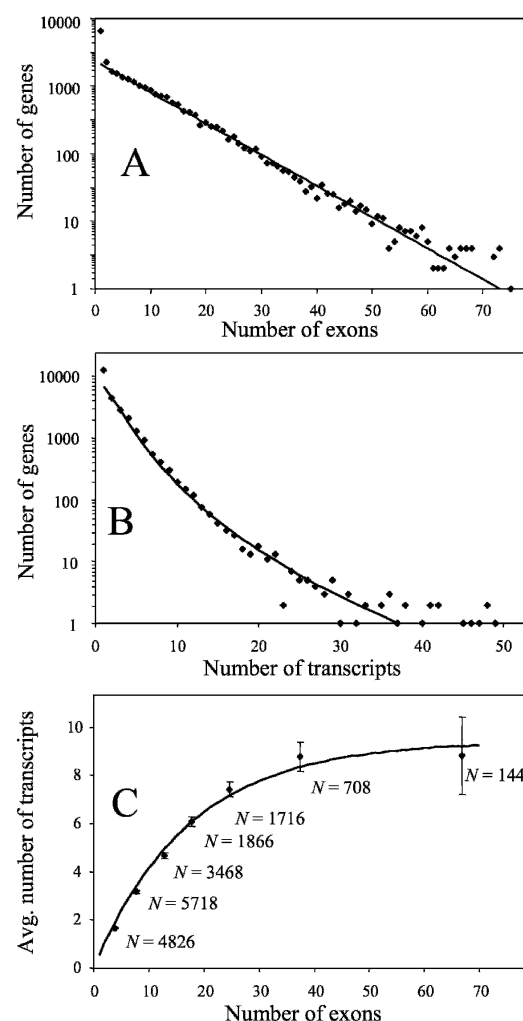 10000
1000
100
10
1
Number of genes
A
0 10 20 30 40 50 60 70
Number of exons
10000
1000
100
10
1
Number of genes
B
0 10 20 30 40 50
Number of transcripts
10
8
6
4
2
0
Avg. number of transcripts
C
N = 144
N = 708
N = 1716
N = 1866
N = 3468
N = 5718
N = 4826
0 10 20 30 40 50 60 70
Number of exons